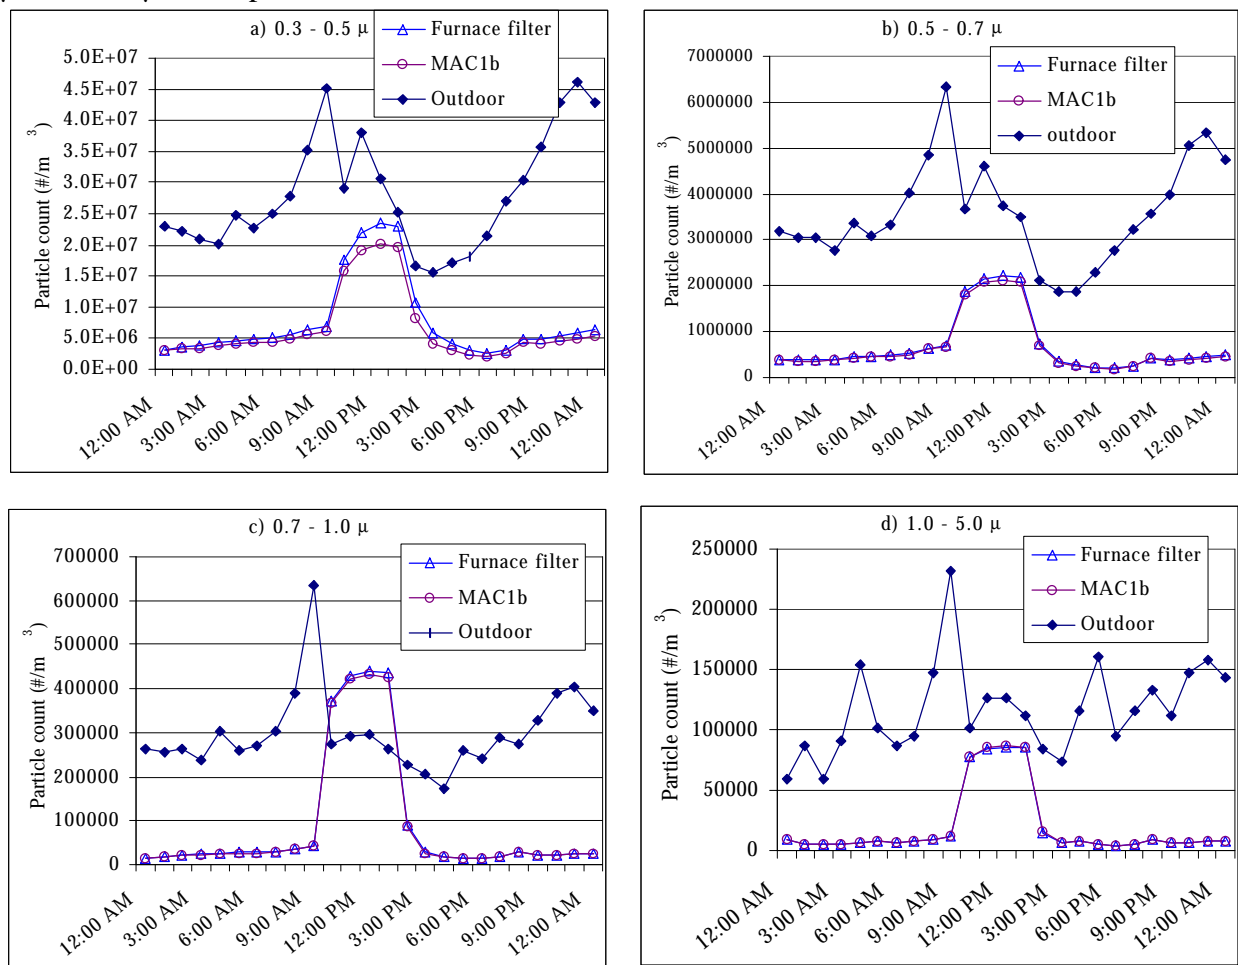 a) 0.3 - 0.5 μ
Furnace filter
MAC1b
Outdoor
Particle count (#/m³)
5.0E+07
4.5E+07
4.0E+07
3.5E+07
3.0E+07
2.5E+07
2.0E+07
1.5E+07
1.0E+07
5.0E+06
0.0E+00
12:00 AM
3:00 AM
6:00 AM
9:00 AM
12:00 PM
3:00 PM
6:00 PM
9:00 PM
12:00 AM
b) 0.5 - 0.7 μ
Furnace filter
MAC1b
outdoor
Particle count (#/m³)
7000000
6000000
5000000
4000000
3000000
2000000
1000000
0
12:00 AM
3:00 AM
6:00 AM
9:00 AM
12:00 PM
3:00 PM
6:00 PM
9:00 PM
12:00 AM
c) 0.7 - 1.0 μ
Furnace filter
MAC1b
Outdoor
Particle count (#/m³)
700000
600000
500000
400000
300000
200000
100000
0
12:00 AM
3:00 AM
6:00 AM
9:00 AM
12:00 PM
3:00 PM
6:00 PM
9:00 PM
12:00 AM
d) 1.0 - 5.0 μ
Furnace filter
MAC1b
Outdoor
Particle count (#/m³)
250000
200000
150000
100000
50000
0
12:00 AM
3:00 AM
6:00 AM
9:00 AM
12:00 PM
3:00 PM
6:00 PM
9:00 PM
12:00 AM